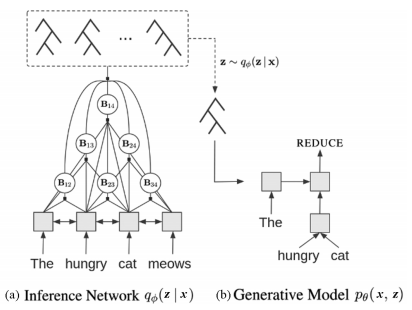 ...
z ∼ qϕ(z | x)
B14
B13 B24
B12 B23 B34
REDUCE
The
The hungry cat meows
hungry cat
(a) Inference Network qϕ(z | x) (b) Generative Model pθ(x, z)